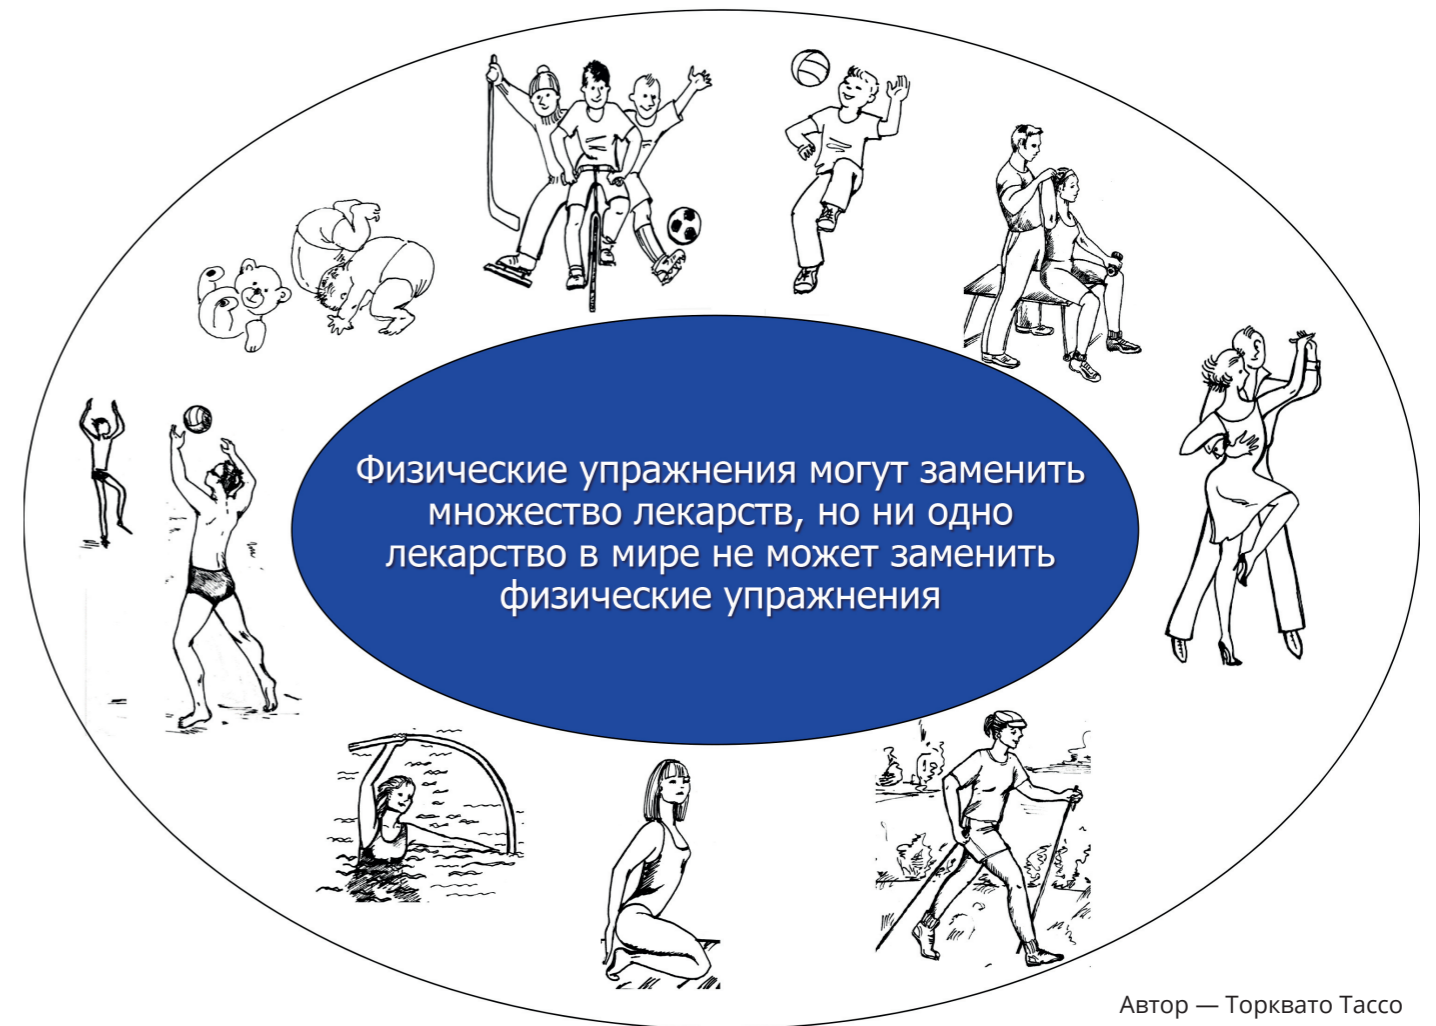 Физические упражнения могут заменить
множество лекарств, но ни одно
лекарство в мире не может заменить
физические упражнения
Автор — Торквато Тассо